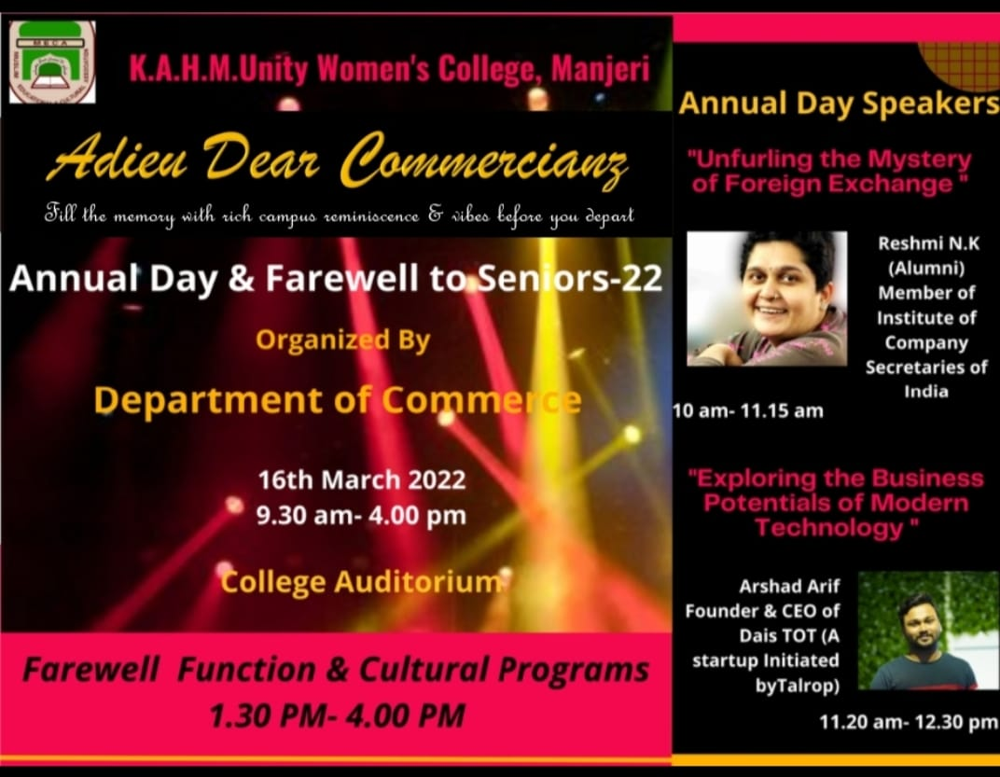 MECA
MUSLIM EDUCATIONAL & CULTURAL
K.A.H.M.Unity Women's College, Manjeri
Adieu Dear Commercianz
Fill the memory with rich campus reminiscence & vibes before you depart
Annual Day & Farewell to Seniors-22
Organized By
Department of Commerce
16th March 2022
9.30 am- 4.00 pm
College Auditorium
Farewell Function & Cultural Programs
1.30 PM- 4.00 PM
Annual Day Speakers
"Unfurling the Mystery
of Foreign Exchange "
Reshmi N.K
(Alumni)
Member of
Institute of
Company
Secretaries of
India
10 am- 11.15 am
"Exploring the Business
Potentials of Modern
Technology "
Arshad Arif
Founder & CEO of
Dais TOT (A
startup Initiated
byTalrop)
11.20 am- 12.30 pm